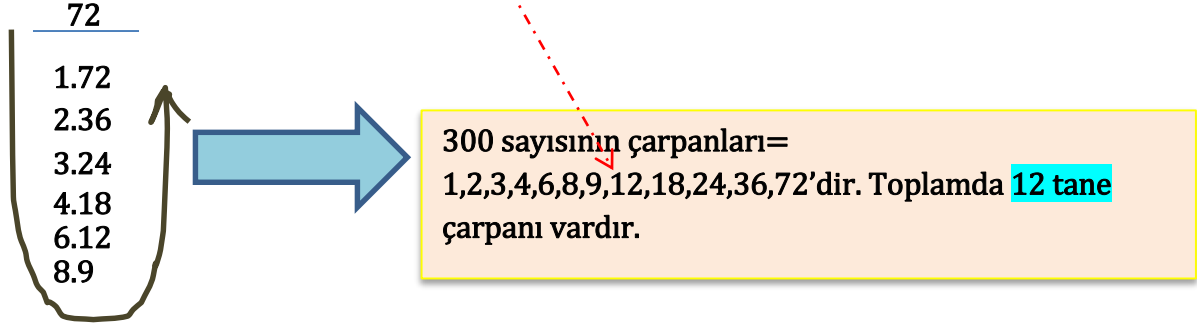 72
1.72
2.36
3.24
4.18
6.12
8.9
300 sayısının çarpanları=
1,2,3,4,6,8,9,12,18,24,36,72’dir. Toplamda 12 tane
çarpanı vardır.